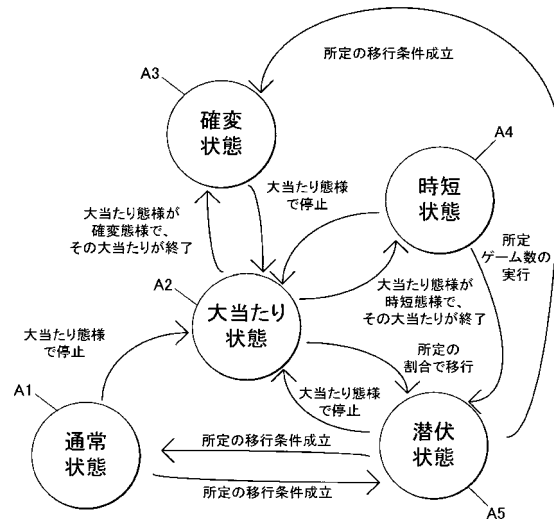 所定の移行条件成立
A3
確変
状態
A4
時短
状態
大当たり態様
で停止
大当たり態様が
確変態様で、
その大当たりが終了
所定
ゲーム数の
実行
A2
大当たり
状態
大当たり態様が
時短態様で、
その大当たりが終了
大当たり態様
で停止
所定の
割合で移行
A1
通常
状態
大当たり態様
で停止
潜伏
状態
所定の移行条件成立
所定の移行条件成立
A5